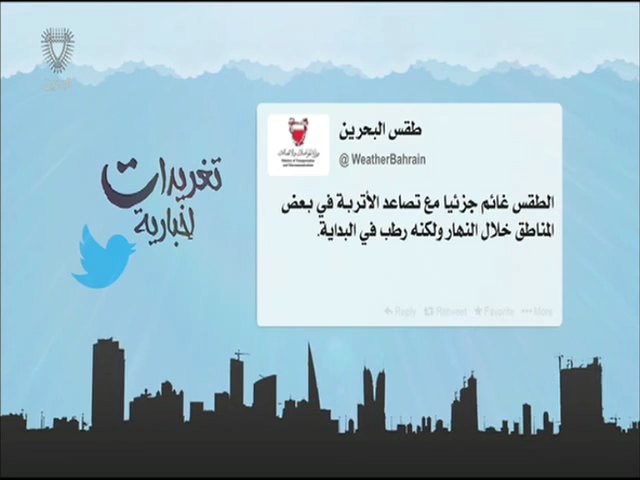 تغريدات
إخبارية
طقس البحرين
@ WeatherBahrain
الطقس غائم جزئيا مع تصاعد الأتربة في بعض
المناطق خلال النهار ولكنه رطب في البداية.
Reply Retweet Favorite More